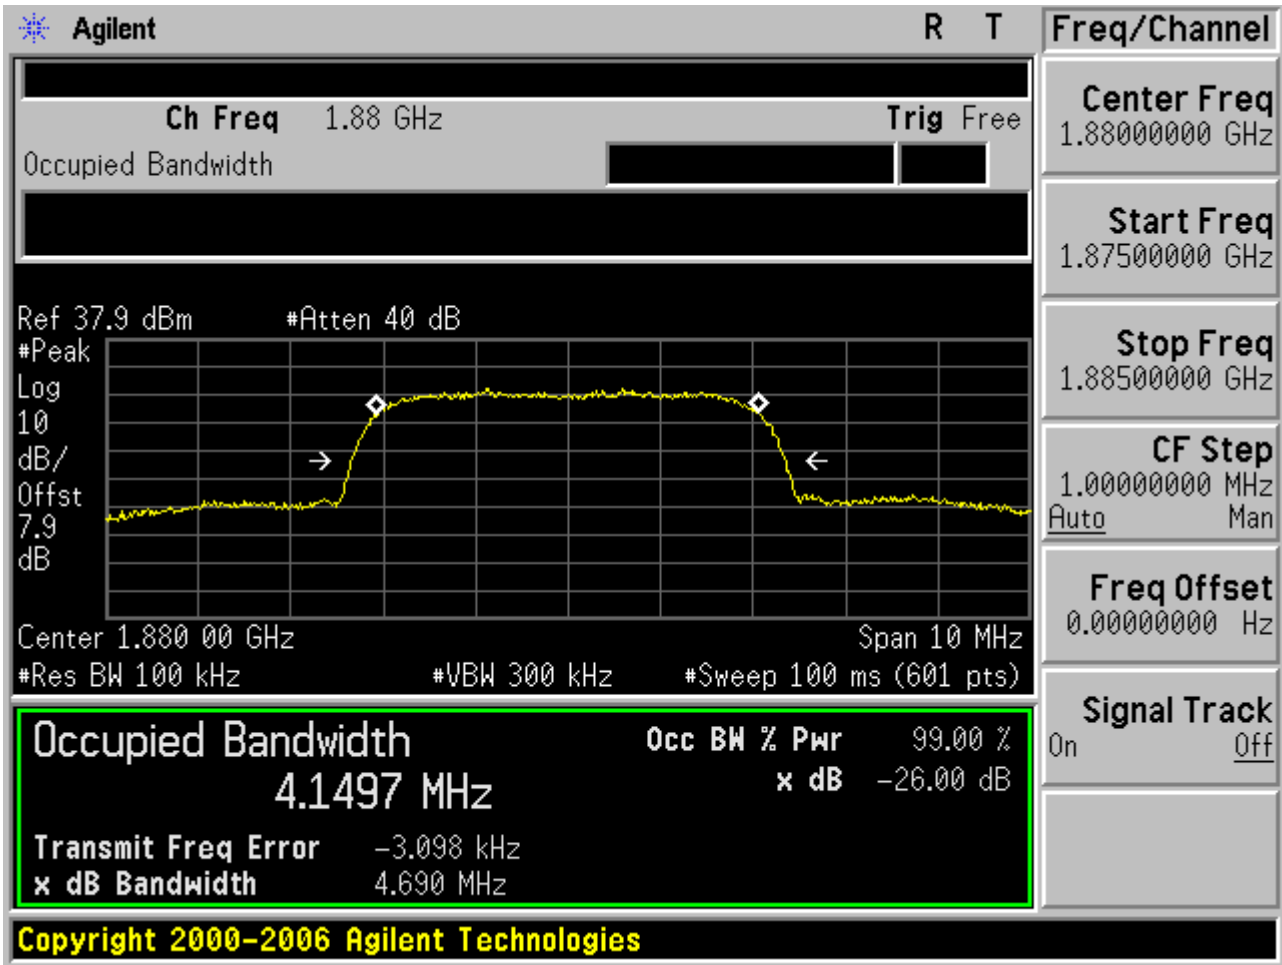 Agilent R T
Freq/Channel
Ch Freq 1.88 GHz Trig Free
Occupied Bandwidth
Center Freq
1.88000000 GHz
Start Freq
1.87500000 GHz
Stop Freq
1.88500000 GHz
CF Step
1.00000000 MHz
Auto Man
Freq Offset
0.00000000 Hz
Signal Track
On Off
Ref 37.9 dBm #Atten 40 dB
#Peak
Log
10
dB/
Offst
7.9
dB
Center 1.880 00 GHz Span 10 MHz
#Res BW 100 kHz #VBW 300 kHz #Sweep 100 ms (601 pts)
Occupied Bandwidth
4.1497 MHz
Occ BW % Pwr 99.00 %
x dB -26.00 dB
Transmit Freq Error -3.098 kHz
x dB Bandwidth 4.690 MHz
Copyright 2000-2006 Agilent Technologies